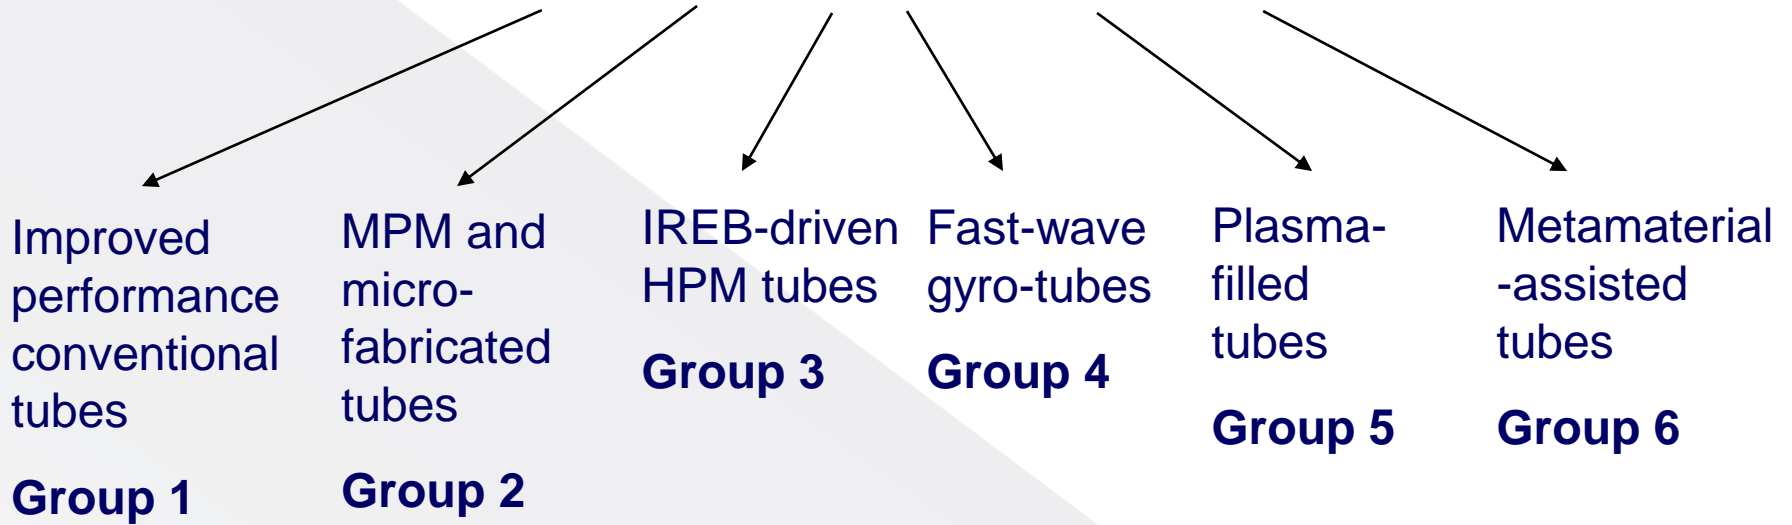 Improved
performance
conventional
tubes
Group 1
MPM and
micro-
fabricated
tubes
Group 2
IREB-driven
HPM tubes
Group 3
Fast-wave
gyro-tubes
Group 4
Plasma-
filled
tubes
Group 5
Metamaterial
-assisted
tubes
Group 6